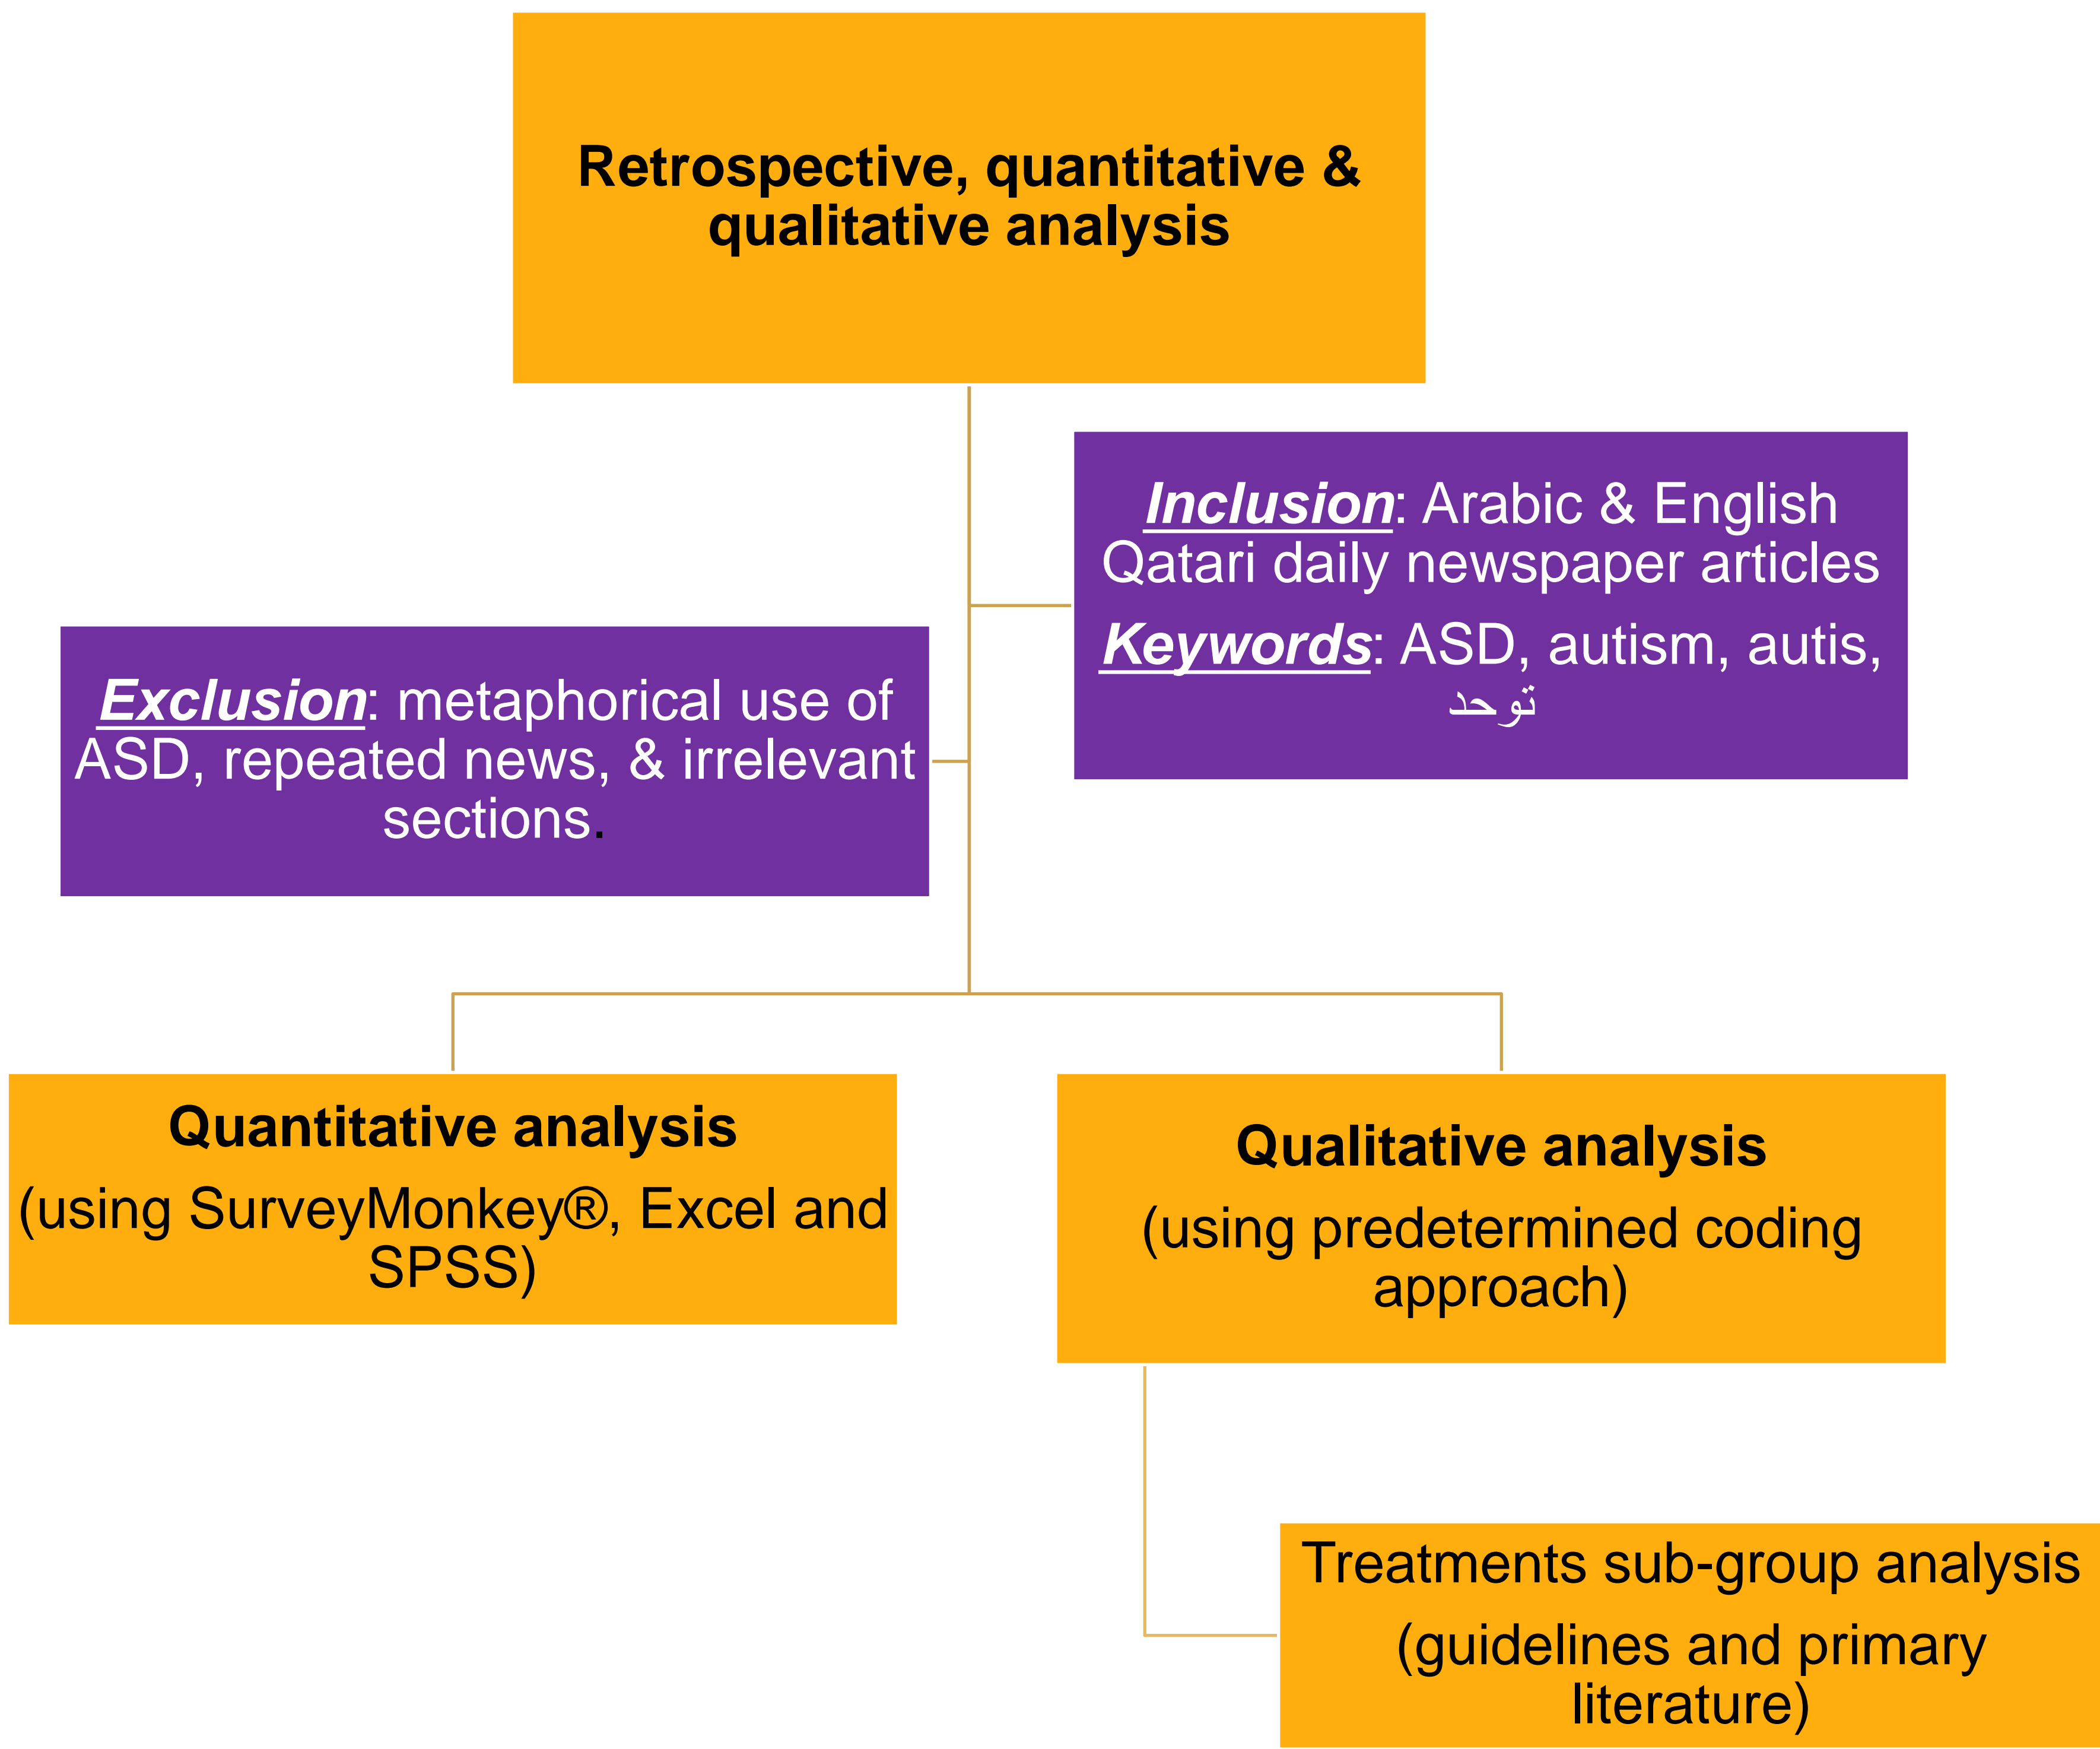 Retrospective, quantitative &
qualitative analysis
Inclusion: Arabic & English
Qatari daily newspaper articles
Keywords: ASD, autism, autis,
توحد
Exclusion: metaphorical use of
ASD, repeated news, & irrelevant
sections.
Quantitative analysis
(using SurveyMonkey®, Excel and
SPSS)
Qualitative analysis
(using predetermined coding
approach)
Treatments sub-group analysis
(guidelines and primary
literature)